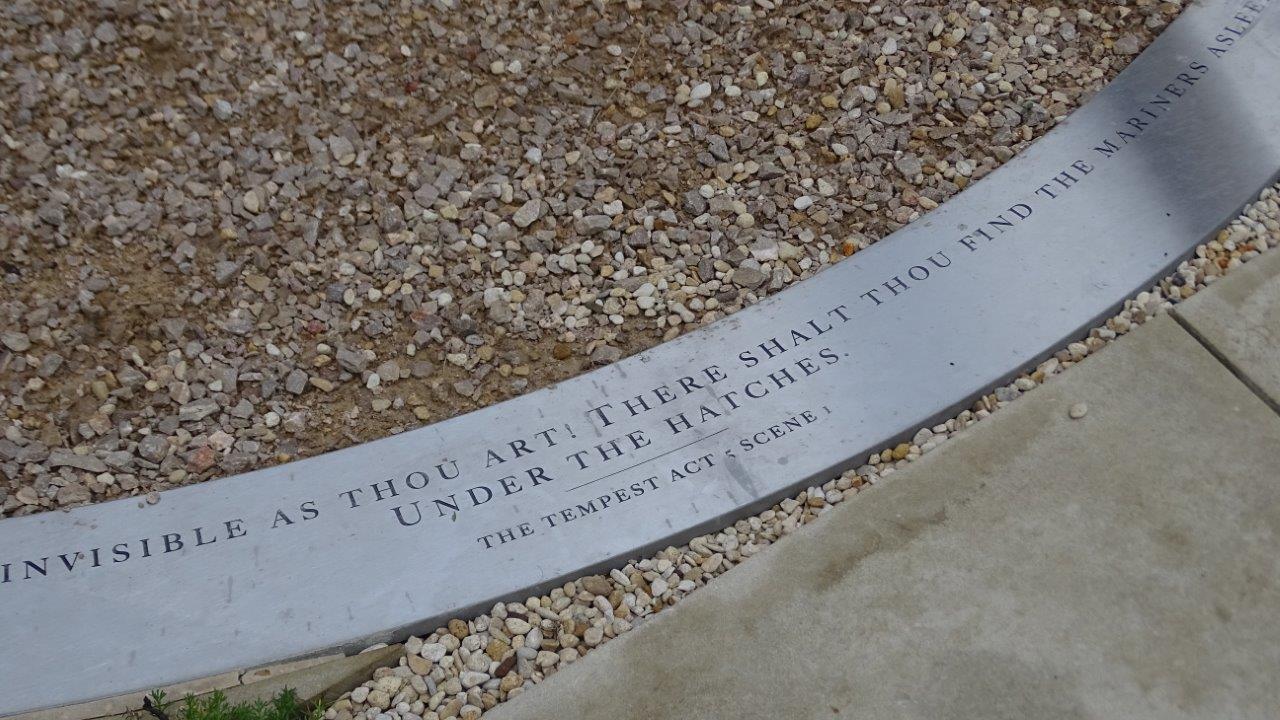 INVISIBLE AS THOU ART! THERE SHALT THOU FIND THE MARINERS ASLEEP
UNDER THE HATCHES.
THE TEMPEST ACT 5 SCENE 1